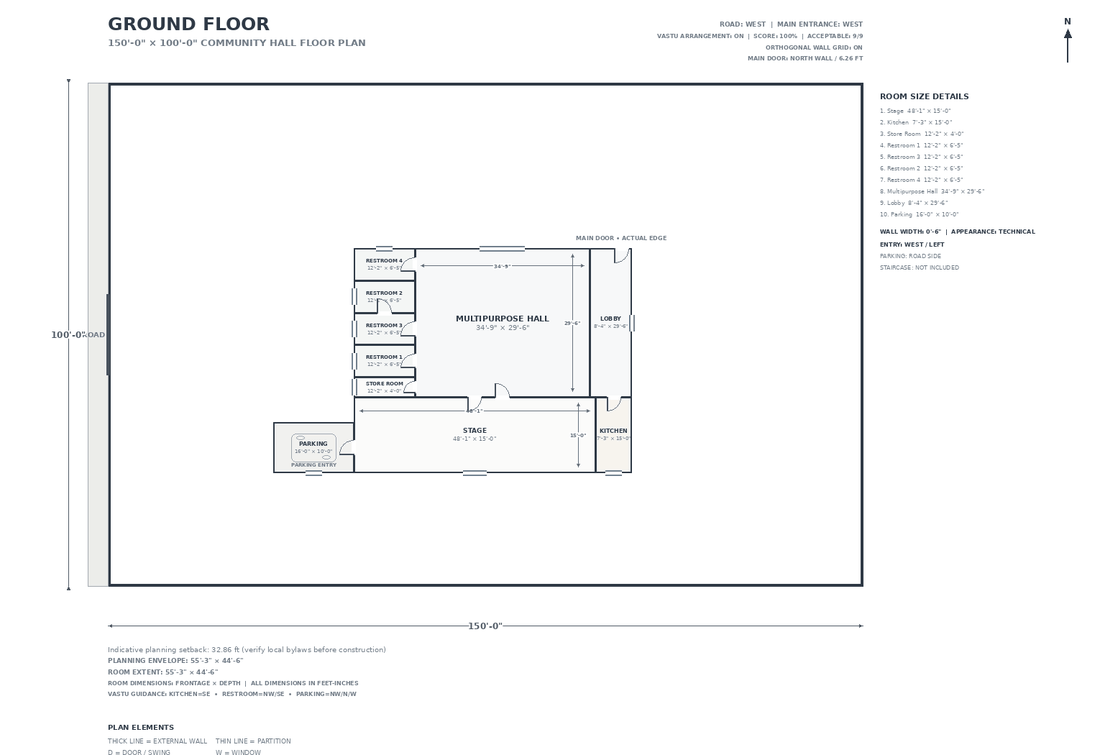 GROUND FLOOR
150'-0" × 100'-0" COMMUNITY HALL FLOOR PLAN
ROAD: WEST | MAIN ENTRANCE: WEST
VASTU ARRANGEMENT: ON | SCORE: 100% | ACCEPTABLE: 9/9
ORTHOGONAL WALL GRID: ON
MAIN DOOR: NORTH WALL / 6.26 FT
N
ROOM SIZE DETAILS
1. Stage 48'-1" × 15'-0"
2. Kitchen 7'-3" × 15'-0"
3. Store Room 12'-2" × 4'-0"
4. Restroom 1 12'-2" × 6'-5"
5. Restroom 3 12'-2" × 6'-5"
6. Restroom 2 12'-2" × 6'-5"
7. Restroom 4 12'-2" × 6'-5"
8. Multipurpose Hall 34'-9" × 29'-6"
9. Lobby 8'-4" × 29'-6"
10. Parking 16'-0" × 10'-0"
WALL WIDTH: 0'-6" | APPEARANCE: TECHNICAL
ENTRY: WEST / LEFT
PARKING: ROAD SIDE
STAIRCASE: NOT INCLUDED
MAIN DOOR • ACTUAL EDGE
RESTROOM 4
12'-2" × 6'-5"
34'-9"
RESTROOM 2
12'-2" × 6'-5"
MULTIPURPOSE HALL
34'-9" × 29'-6"
29'-6"
LOBBY
8'-4" × 29'-6"
RESTROOM 3
12'-2" × 6'-5"
100'-0"
ROAD
RESTROOM 1
12'-2" × 6'-5"
STORE ROOM
12'-2" × 4'-0"
48'-1"
STAGE
48'-1" × 15'-0"
15'-0"
KITCHEN
7'-3" × 15'-0"
PARKING
16'-0" × 10'-0"
PARKING ENTRY
150'-0"
Indicative planning setback: 32.86 ft (verify local bylaws before construction)
PLANNING ENVELOPE: 55'-3" × 44'-6"
ROOM EXTENT: 55'-3" × 44'-6"
ROOM DIMENSIONS: FRONTAGE × DEPTH | ALL DIMENSIONS IN FEET-INCHES
VASTU GUIDANCE: KITCHEN=SE • RESTROOM=NW/SE • PARKING=NW/N/W
PLAN ELEMENTS
THICK LINE = EXTERNAL WALL THIN LINE = PARTITION
D = DOOR / SWING W = WINDOW